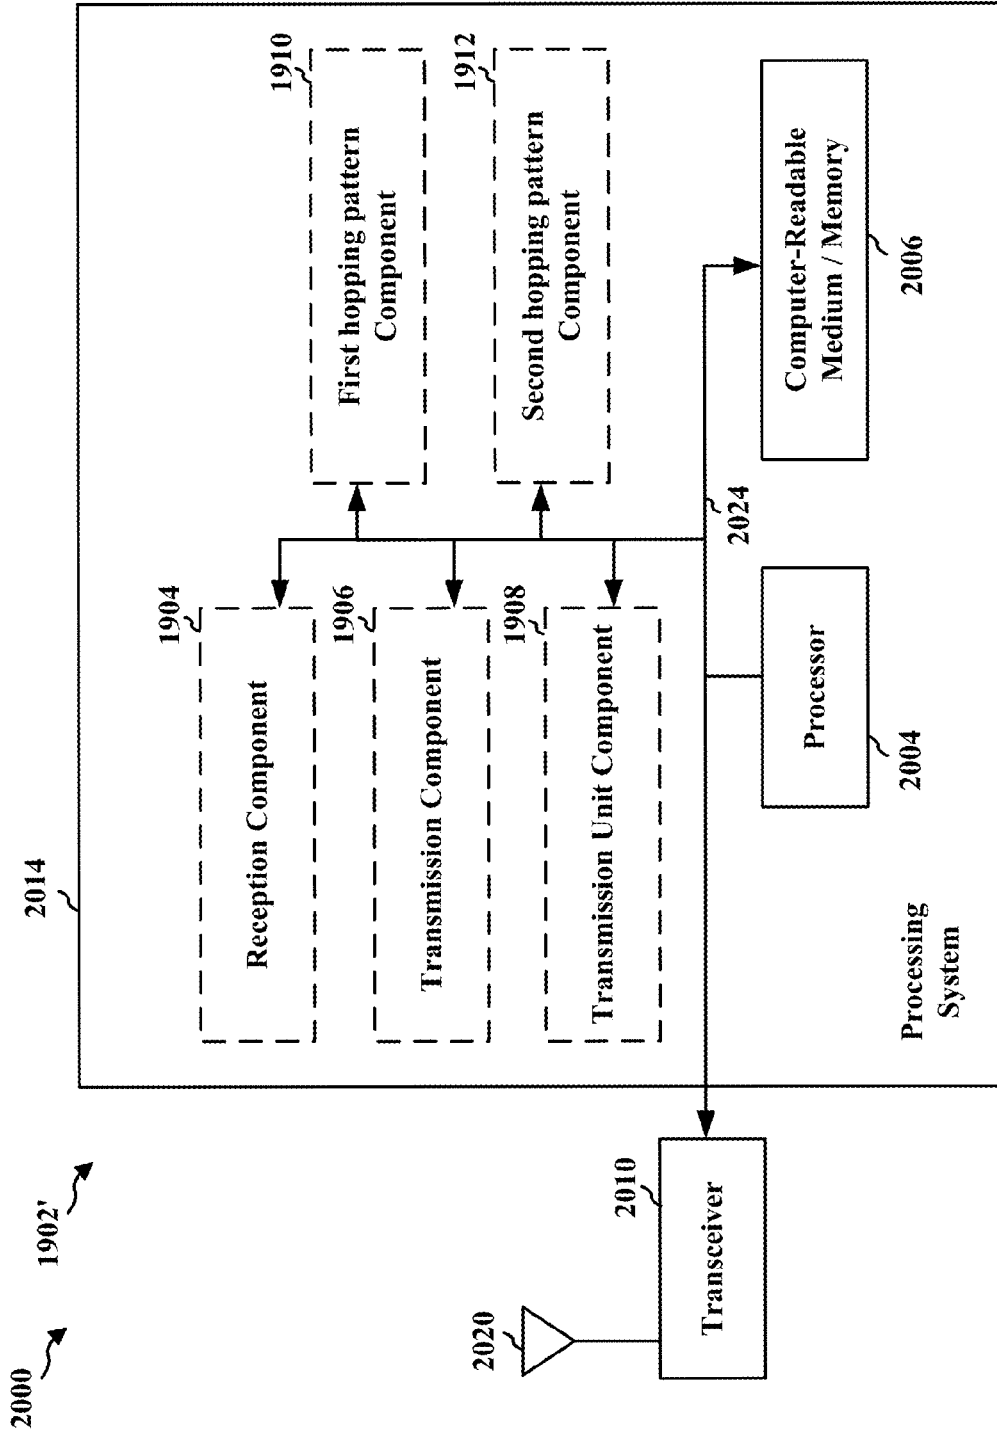 2000
1902'
2014
1904
Reception Component
1906
Transmission Component
1908
Transmission Unit Component
1910
First hopping pattern
Component
1912
Second hopping pattern
Component
2020
2010
Transceiver
2024
Processor
2004
Computer-Readable
Medium / Memory
2006
Processing
System